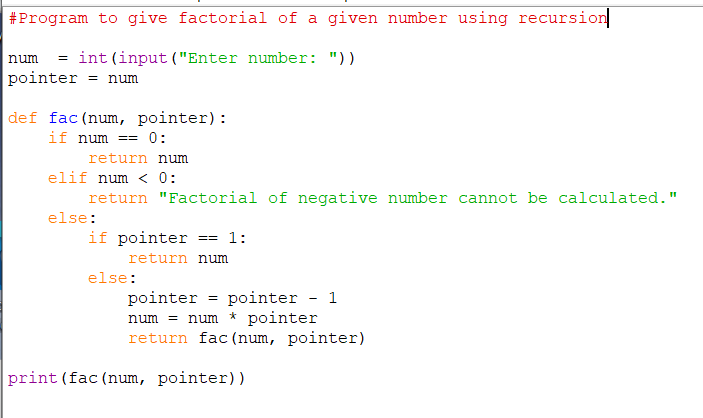 #Program to give factorial of a given number using recursion
num  = int(input("Enter number: "))
pointer = num
def fac(num, pointer):
    if num == 0:
        return num
    elif num < 0:
        return "Factorial of negative number cannot be calculated."
    else:
        if pointer == 1:
            return num
        else:
            pointer = pointer - 1
            num = num * pointer
            return fac(num, pointer)
print(fac(num, pointer))